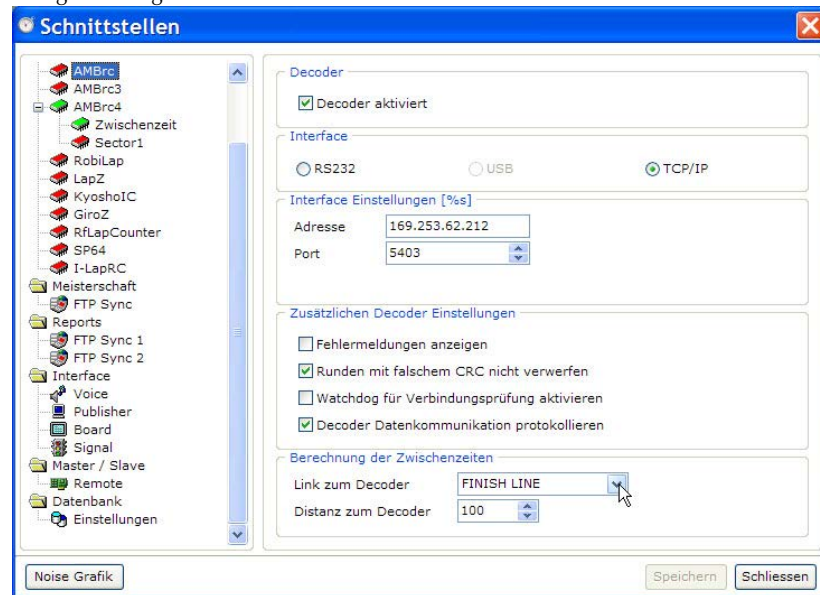 Schnittstellen
AMBrc
AMBrc3
AMBrc4
Zwischenzeit
Sector1
RobiLap
LapZ
KyoshoIC
GiroZ
RfLapCounter
SP64
I-LapRC
Meisterschaft
FTP Sync
Reports
FTP Sync 1
FTP Sync 2
Interface
Voice
Publisher
Board
Signal
Master / Slave
Remote
Datenbank
Einstellungen
Decoder
Decoder aktiviert
Interface
RS232 USB TCP/IP
Interface Einstellungen [%s]
Adresse 169.253.62.212
Port 5403
Zusätzlichen Decoder Einstellungen
Fehlermeldungen anzeigen
Runden mit falschem CRC nicht verwerfen
Watchdog für Verbindungsprüfung aktivieren
Decoder Datenkommunikation protokollieren
Berechnung der Zwischenzeiten
Link zum Decoder FINISH LINE
Distanz zum Decoder 100
Noise Grafik Speichern Schliessen